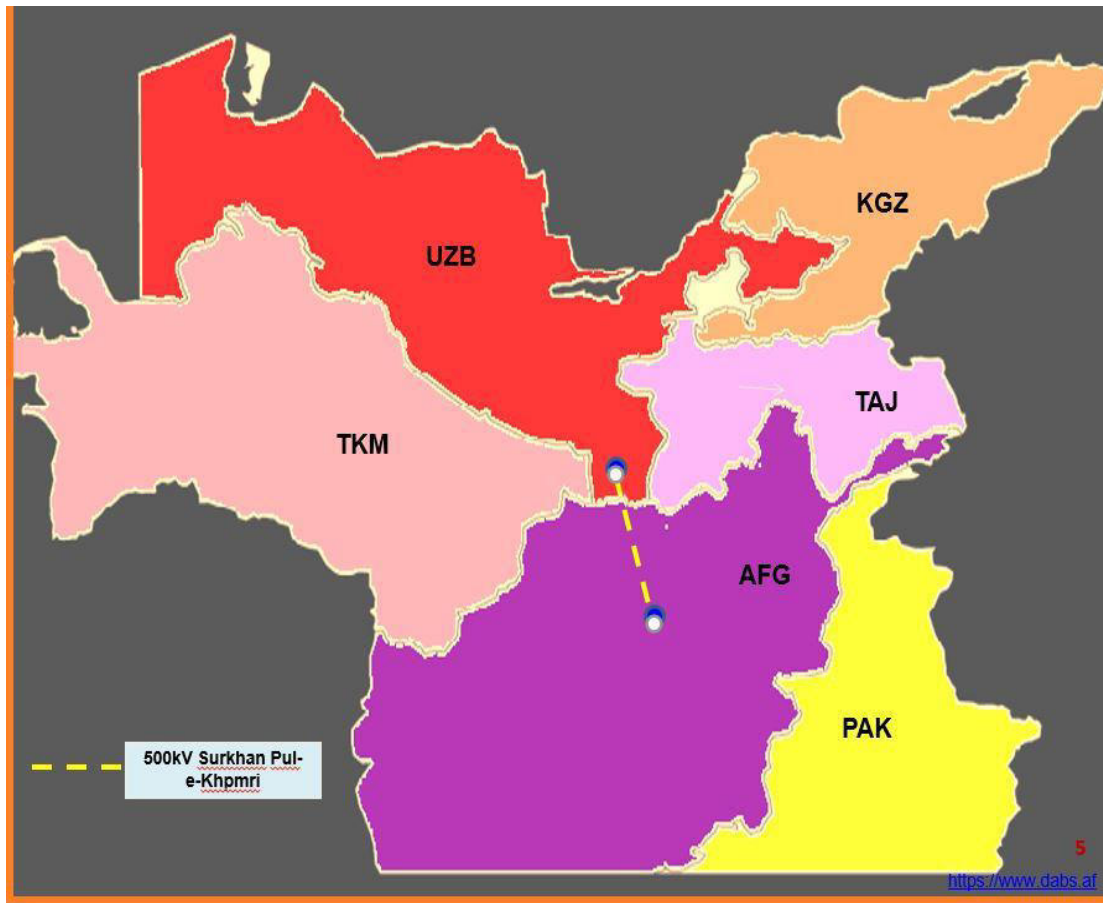 UZB
KGZ
TKM
TAJ
AFG
PAK
500kV Surkhan Pul-
e-Khpmri
5
https://www.dabs.af